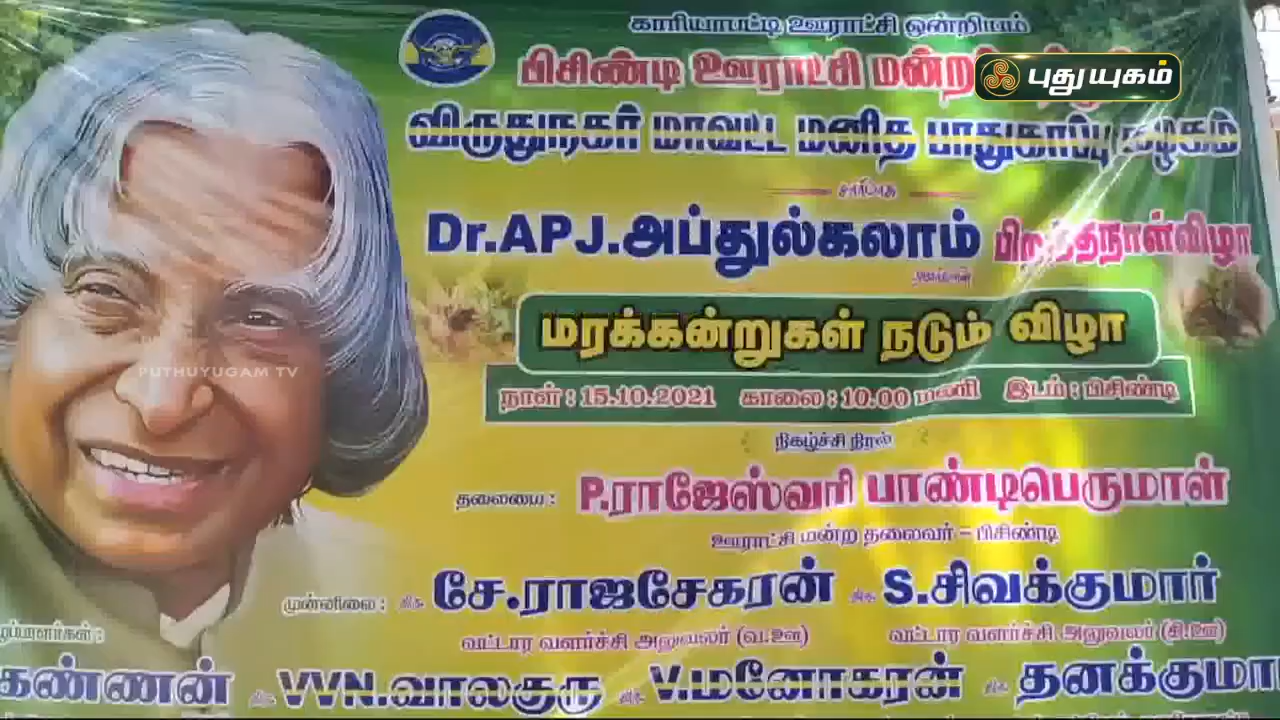 காரியாபட்டி ஊராட்சி ஒன்றியம்
பிசிண்டி ஊராட்சி
புதுயுகம்
விருதுநகர் மாவட்ட மனித பாதுகாப்பு கழகம்
சார்பாக
Dr.APJ.அப்துல்கலாம் பிறந்தநாள்விழா
மரக்கன்றுகள் நடும் விழா
நாள் : 15.10.2021 காலை : 10.00 மணி இடம் : பிசிண்டி
PUTHUYUGAM TV
நிகழ்ச்சி நிரல்
தலைமை : P.ராஜேஸ்வரி பாண்டிபெருமாள்
ஊராட்சி மன்ற தலைவர் – பிசிண்டி
முன்னிலை : திரு. சே.ராஜசேகரன் திரு. S.சிவக்குமார்
வட்டார வளர்ச்சி அலுவலர் (வ.ஊ) வட்டார வளர்ச்சி அலுவலர் (கி.ஊ)
கண்ணன் திரு. VVN.வாலகுரு திரு. V.மனோகரன் திரு. தனக்குமா